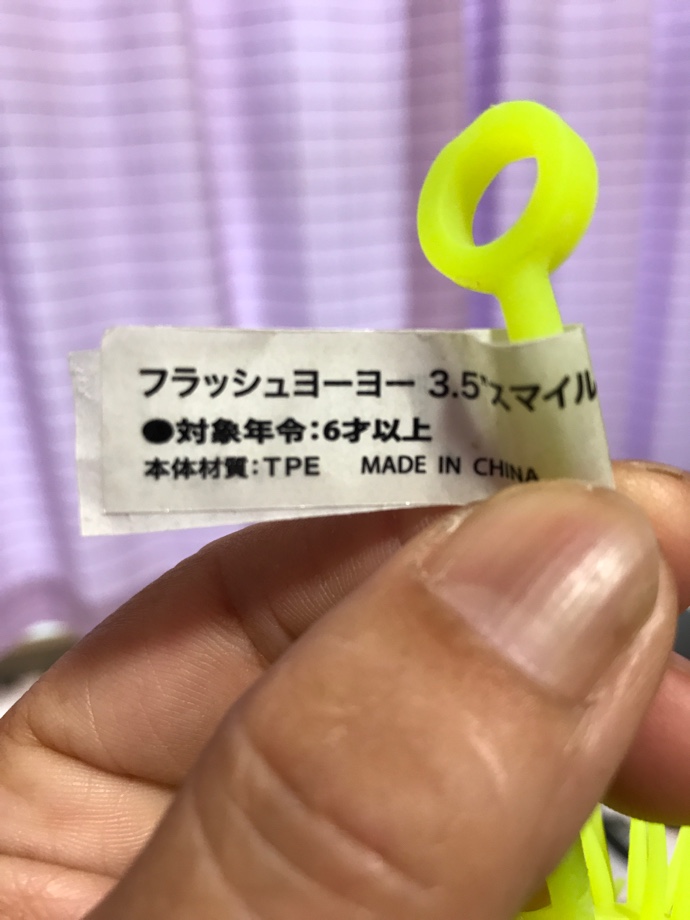 フラッシュヨーヨー 3.5"スマイル
●対象年令:6才以上
本体材質:TPE MADE IN CHINA